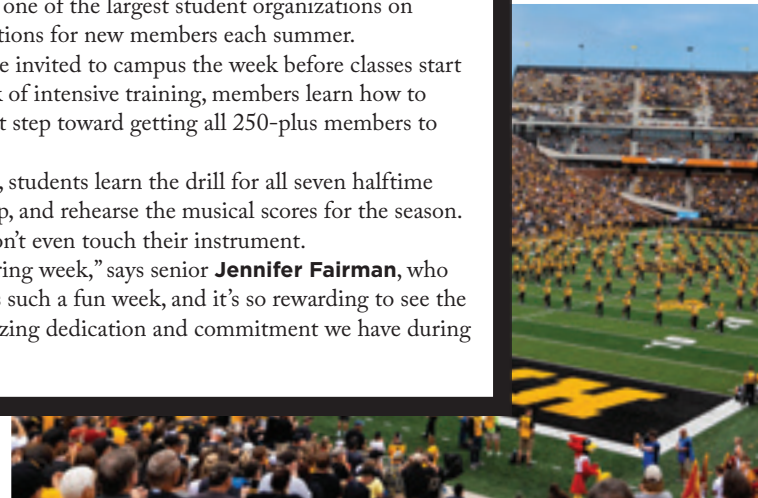 one of the largest student organizations on
tions for new members each summer.
e invited to campus the week before classes start
of intensive training, members learn how to
t step toward getting all 250-plus members to
, students learn the drill for all seven halftime
p, and rehearse the musical scores for the season.
n't even touch their instrument.
ring week,” says senior Jennifer Fairman, who
s such a fun week, and it’s so rewarding to see the
zing dedication and commitment we have during